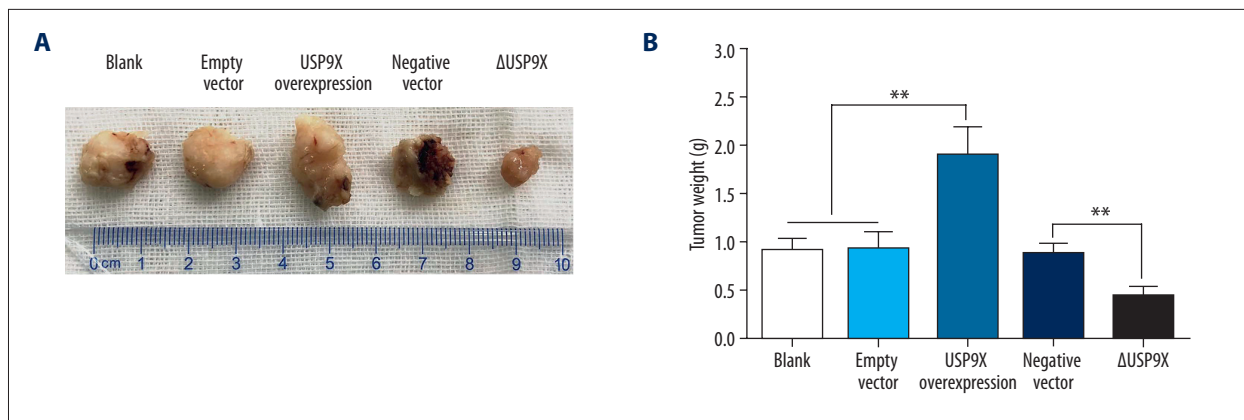 A
Blank
Empty
vector
USP9X
overexpression
Negative
vector
ΔUSP9X
0 cm 1 2 3 4 5 6 7 8 9 10
B
3.0
2.5
2.0
1.5
1.0
0.5
0.0
Tumor weight (g)
**
**
Blank
Empty
vector
USP9X
overexpression
Negative
vector
ΔUSP9X